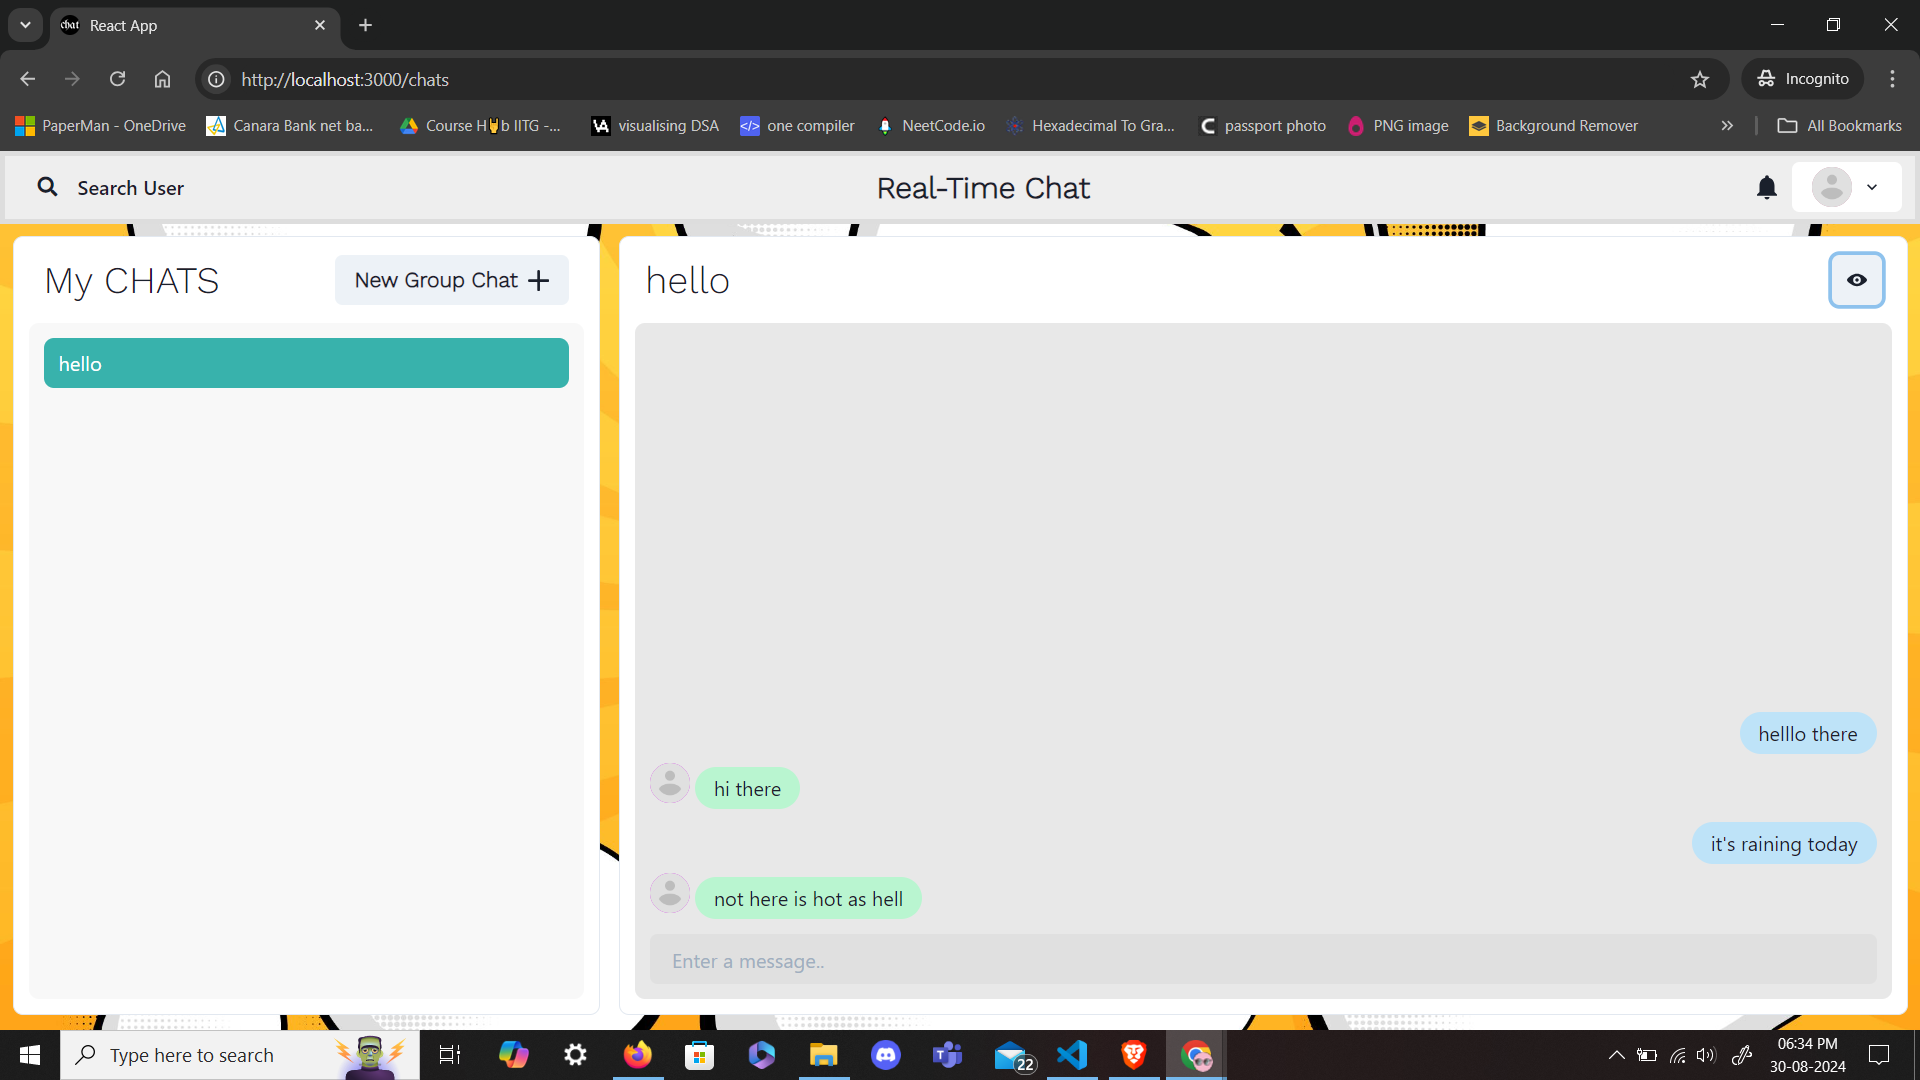 chat React App
http://localhost:3000/chats
Incognito
PaperMan - OneDrive
Canara Bank net ba...
Course H b IITG -...
VA visualising DSA
</> one compiler
NeetCode.io
Hexadecimal To Gra...
passport photo
PNG image
Background Remover
All Bookmarks
Search User
Real-Time Chat
My CHATS
New Group Chat
hello
hello
helllo there
hi there
it's raining today
not here is hot as hell
Enter a message..
Type here to search
22
06:34 PM
30-08-2024